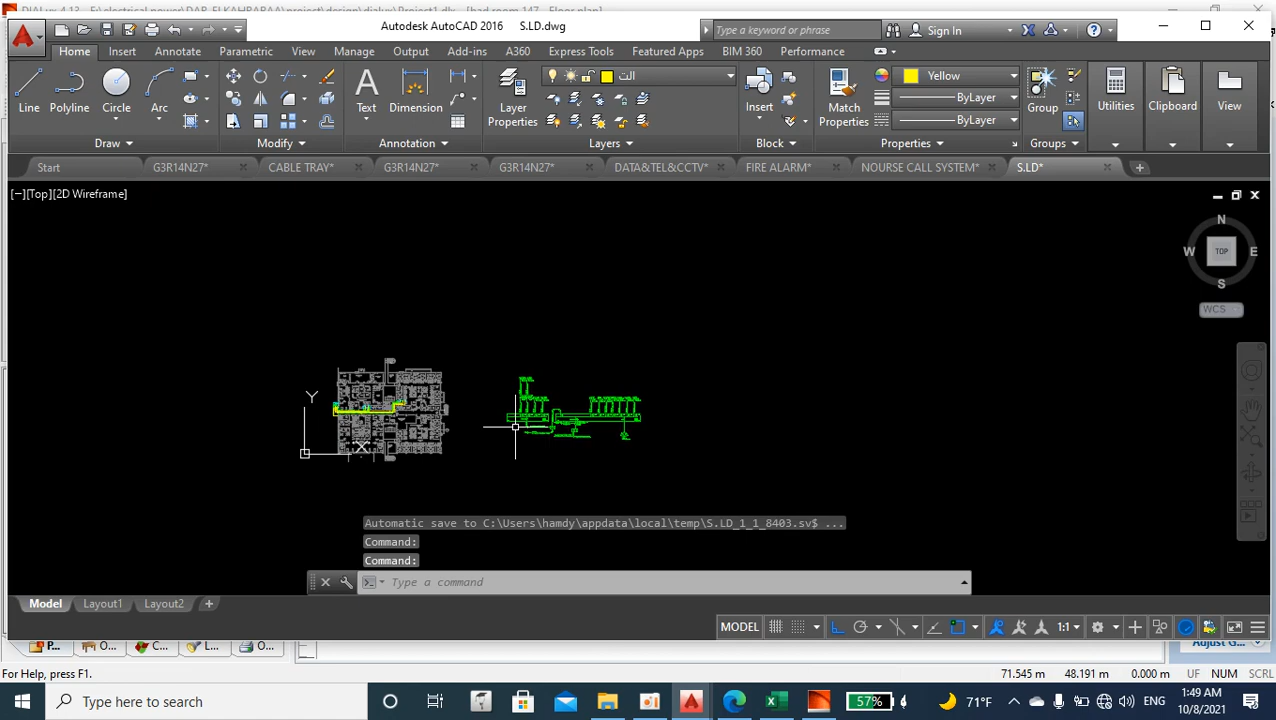 Autodesk AutoCAD 2016 S.LD.dwg
Type a keyword or phrase
Sign In
Home Insert Annotate Parametric View Manage Output Add-ins A360 Express Tools Featured Apps BIM 360 Performance
Line Polyline Circle Arc Text Dimension Layer Properties الت Insert Match Properties Yellow Group Utilities Clipboard View
ByLayer
ByLayer
Draw Modify Annotation Layers Block Properties Groups
Start G3R14N27* CABLE TRAY* G3R14N27* G3R14N27* DATA&TEL&CCTV* FIRE ALARM* NOURSE CALL SYSTEM* S.LD*
[−][Top][2D Wireframe]
N
W TOP E
S
WCS
Y
X
Automatic save to C:\Users\hamdy\appdata\local\temp\S.LD_1_1_8403.sv$ ...
Command:
Command:
Type a command
Model Layout1 Layout2
MODEL 1:1
P... O... C... L... O...
For Help, press F1. 71.545 m 48.191 m 0.000 m UF NUM SCRL
Type here to search 57% 71°F ENG 1:49 AM
10/8/2021